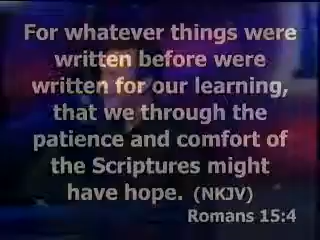 For whatever things were
written before were
written for our learning,
that we through the
patience and comfort of
the Scriptures might
have hope. (NKJV)
Romans 15:4